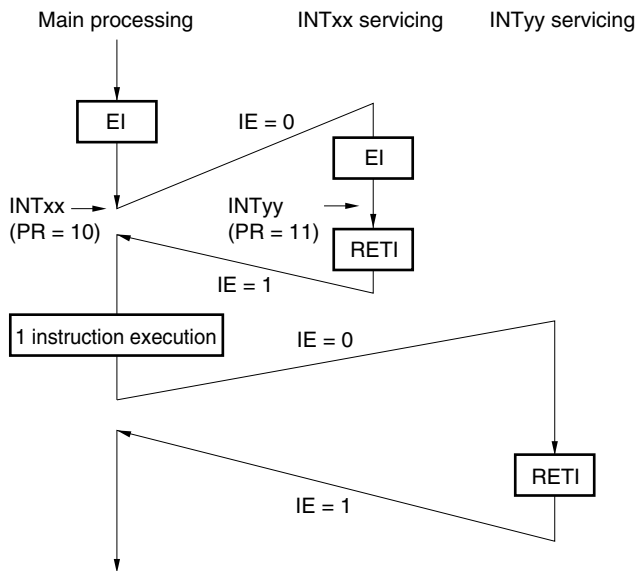 Main processing
INTxx servicing
INTyy servicing
EI
IE = 0
EI
INTxx
(PR = 10)
INTyy
(PR = 11)
RETI
IE = 1
1 instruction execution
IE = 0
RETI
IE = 1